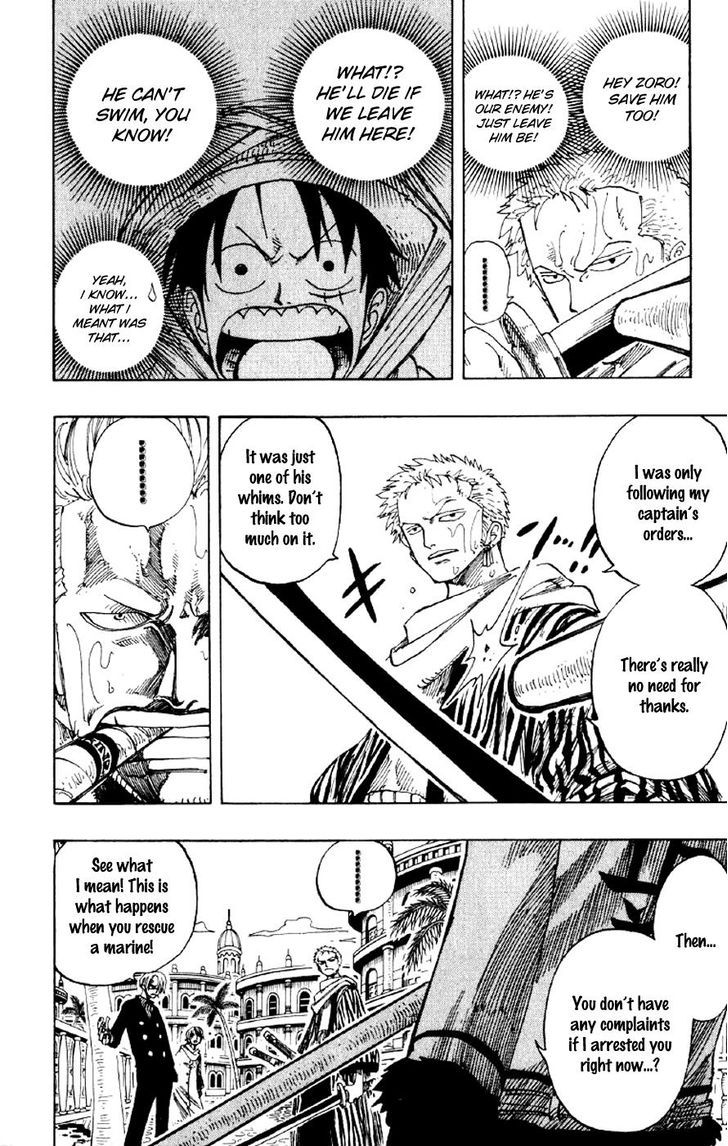 HEY ZORO!
SAVE HIM
TOO!
WHAT!? HE'S
OUR ENEMY!
JUST LEAVE
HIM BE!
.........
WHAT!?
HE'LL DIE IF
WE LEAVE
HIM HERE!
HE CAN'T
SWIM, YOU
KNOW!
YEAH,
I KNOW...
WHAT I
MEANT WAS
THAT...
I was only
following my
captain's
orders...
There's really
no need for
thanks.
It was just
one of his
whims. Don't
think too
much on it.
..........
Then...
You don't have
any complaints
if I arrested you
right now...?
.........
See what
I mean! This is
what happens
when you rescue
a marine!